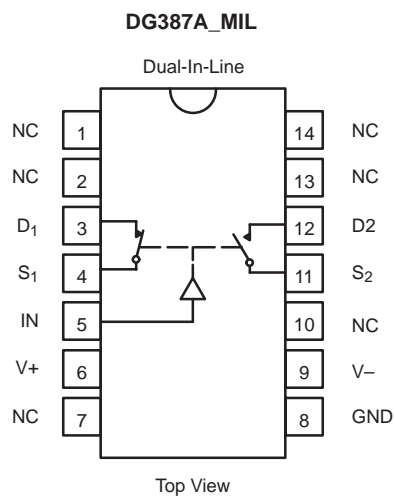 DG387A_MIL
Dual-In-Line
NC 1 14 NC
NC 2 13 NC
D1 3 12 D2
S1 4 11 S2
IN 5 10 NC
V+ 6 9 V–
NC 7 8 GND
Top View